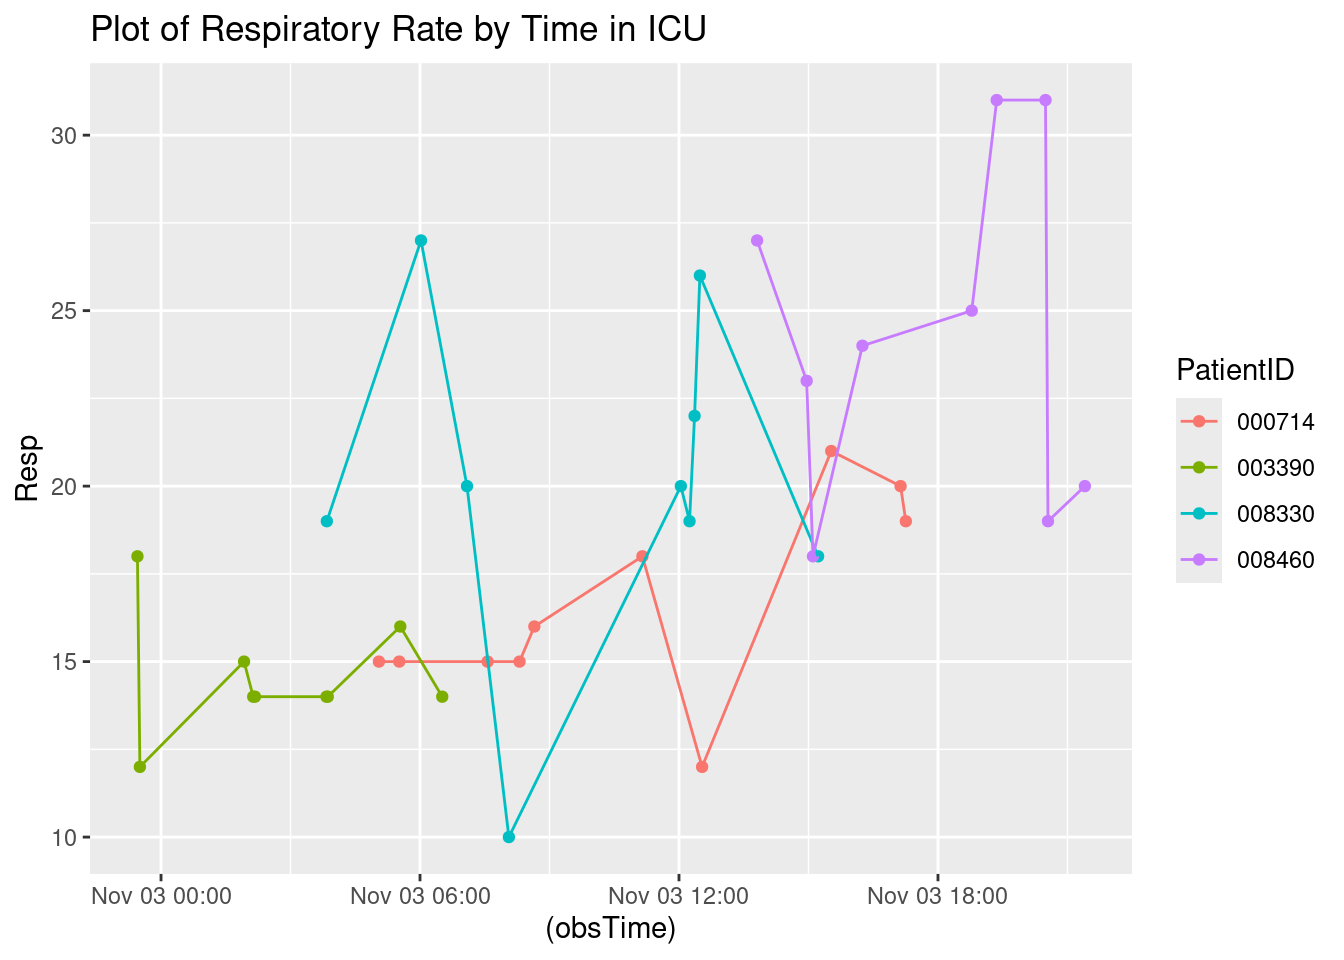 Plot of Respiratory Rate by Time in ICU
30
25
20
15
10
Resp
Nov 03 00:00 Nov 03 06:00 Nov 03 12:00 Nov 03 18:00
(obsTime)
PatientID
000714
003390
008330
008460